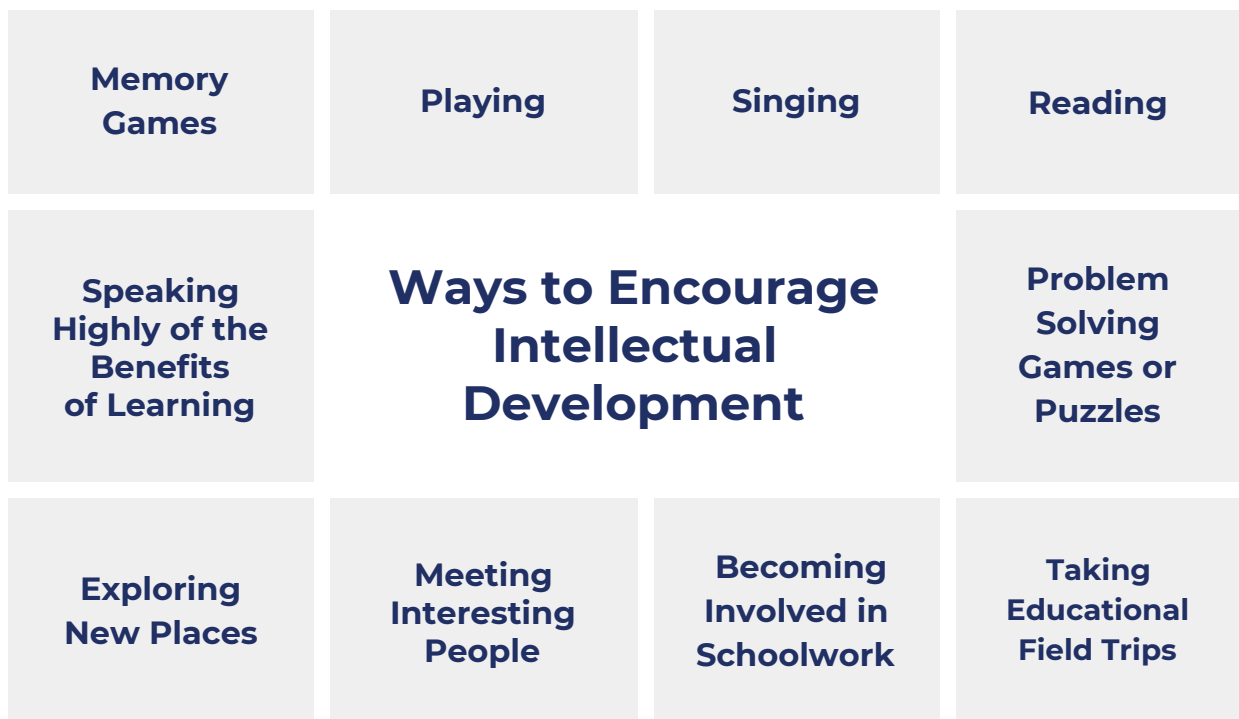 Memory
Games
Playing
Singing
Reading
Speaking
Highly of the
Benefits
of Learning
Ways to Encourage
Intellectual
Development
Problem
Solving
Games or
Puzzles
Exploring
New Places
Meeting
Interesting
People
Becoming
Involved in
Schoolwork
Taking
Educational
Field Trips